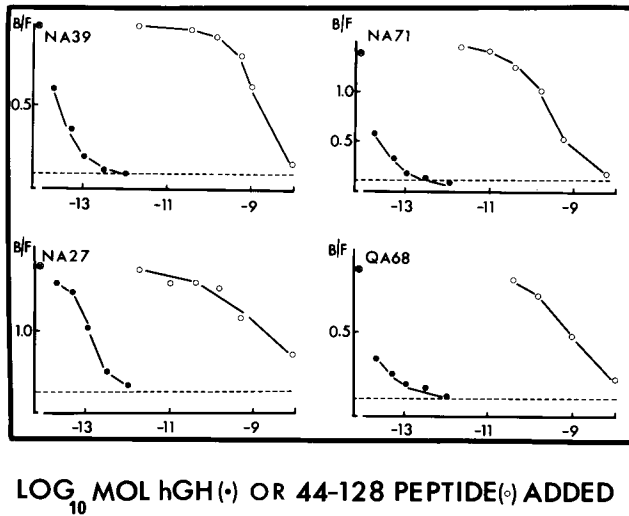 B/F NA39
0.5
-13 -11 -9
B/F NA71
1.0
0.5
-13 -11 -9
B/F NA27
1.0
-13 -11 -9
B/F QA68
0.5
-13 -11 -9
LOG10 MOL hGH (•) OR 44-128 PEPTIDE(○) ADDED